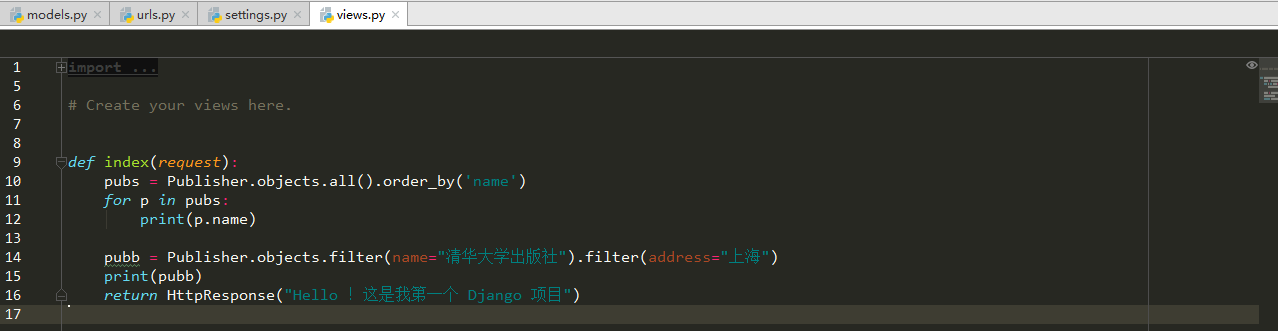 models.py urls.py settings.py views.py
1 import ...
5
6 # Create your views here.
7
8
9 def index(request):
10 pubs = Publisher.objects.all().order_by('name')
11 for p in pubs:
12 print(p.name)
13
14 pubb = Publisher.objects.filter(name="清华大学出版社").filter(address="上海")
15 print(pubb)
16 return HttpResponse("Hello ! 这是我第一个 Django 项目")
17